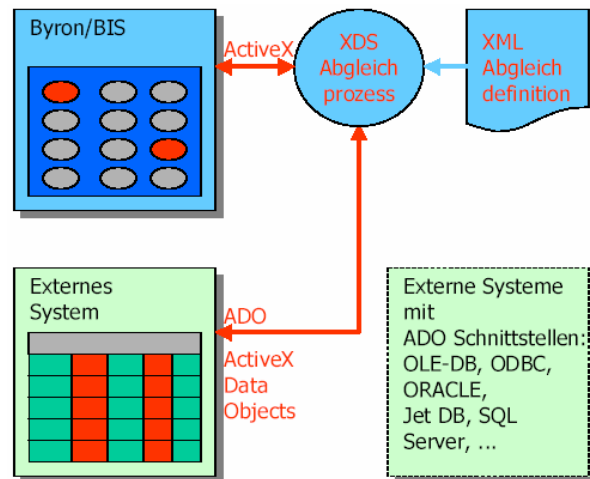 Byron/BIS
ActiveX
XDS
Abgleich
prozess
XML
Abgleich
definition
Externes
System
ADO
ActiveX
Data
Objects
Externe Systeme
mit
ADO Schnittstellen:
OLE-DB, ODBC,
ORACLE,
Jet DB, SQL
Server, ...